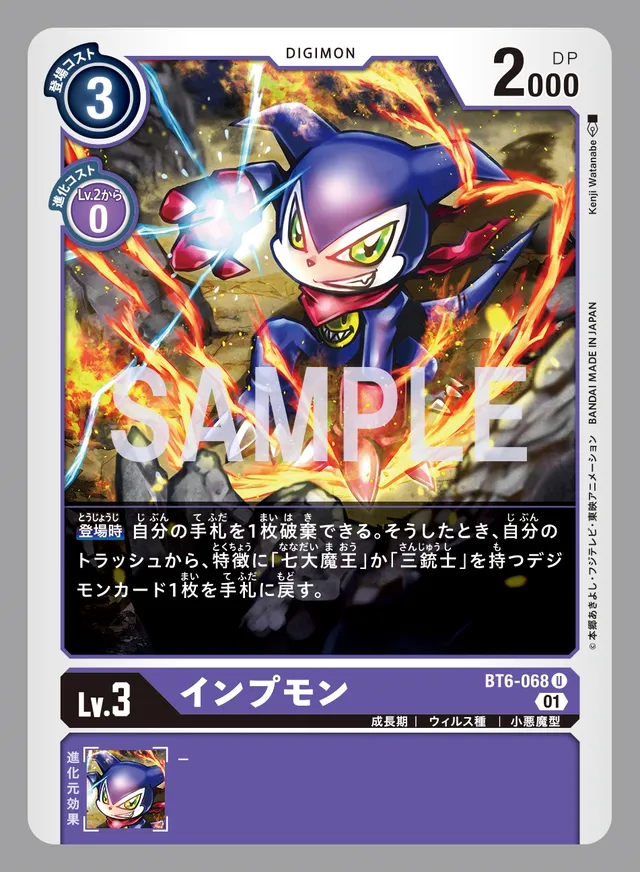 DIGIMON
登場コスト
3
DP
2000
進化コスト
Lv.2から
0
Kenji Watanabe
SAMPLE
BANDAI MADE IN JAPAN
© 本郷あきよし・フジテレビ・東映アニメーション
とうじょうじ じぶん てふだ まいはき じぶん
登場時 自分の手札を1枚破棄できる。そうしたとき、自分の
とくちょう ななだいまおう さんじゅうし も
トラッシュから、特徴に「七大魔王」か「三銃士」を持つデジ
まい てふだ もど
モンカード1枚を手札に戻す。
BT6-068 U
Lv.3
インプモン
01
成長期 | ウィルス種 | 小悪魔型
進化元効果
ー